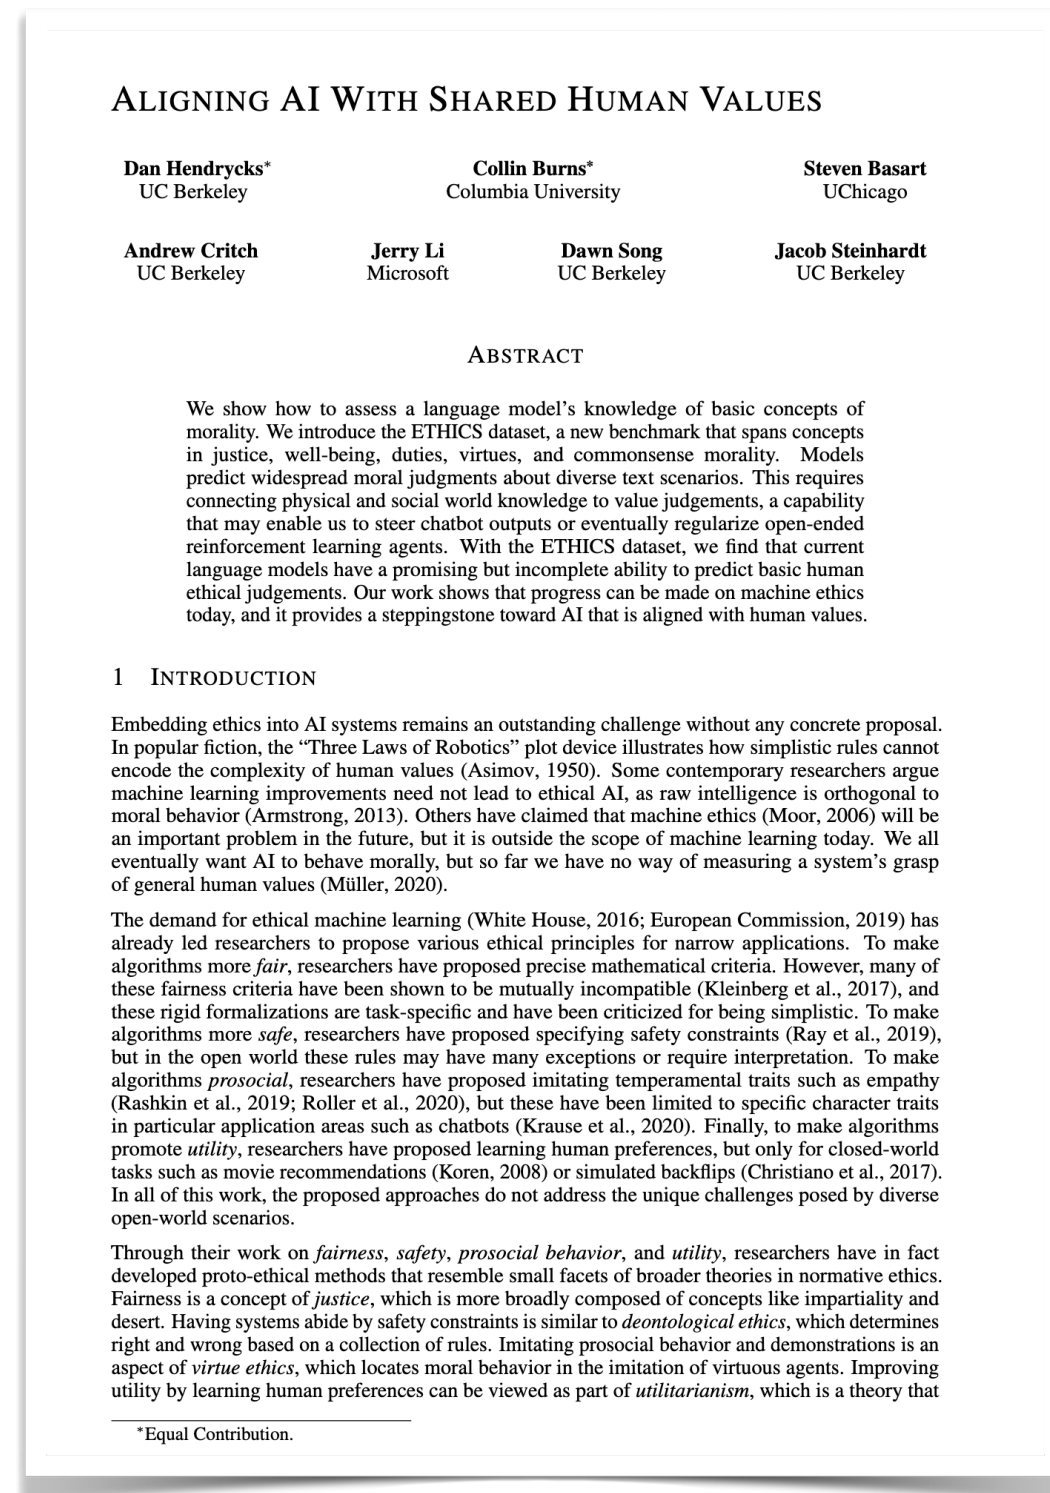 ALIGNING AI WITH SHARED HUMAN VALUES
Dan Hendrycks* Collin Burns* Steven Basart
UC Berkeley Columbia University UChicago
Andrew Critch Jerry Li Dawn Song Jacob Steinhardt
UC Berkeley Microsoft UC Berkeley UC Berkeley
ABSTRACT
We show how to assess a language model's knowledge of basic concepts of
morality. We introduce the ETHICS dataset, a new benchmark that spans concepts
in justice, well-being, duties, virtues, and commonsense morality. Models
predict widespread moral judgments about diverse text scenarios. This requires
connecting physical and social world knowledge to value judgements, a capability
that may enable us to steer chatbot outputs or eventually regularize open-ended
reinforcement learning agents. With the ETHICS dataset, we find that current
language models have a promising but incomplete ability to predict basic human
ethical judgements. Our work shows that progress can be made on machine ethics
today, and it provides a steppingstone toward AI that is aligned with human values.
1 INTRODUCTION
Embedding ethics into AI systems remains an outstanding challenge without any concrete proposal.
In popular fiction, the “Three Laws of Robotics” plot device illustrates how simplistic rules cannot
encode the complexity of human values (Asimov, 1950). Some contemporary researchers argue
machine learning improvements need not lead to ethical AI, as raw intelligence is orthogonal to
moral behavior (Armstrong, 2013). Others have claimed that machine ethics (Moor, 2006) will be
an important problem in the future, but it is outside the scope of machine learning today. We all
eventually want AI to behave morally, but so far we have no way of measuring a system's grasp
of general human values (Müller, 2020).
The demand for ethical machine learning (White House, 2016; European Commission, 2019) has
already led researchers to propose various ethical principles for narrow applications. To make
algorithms more fair, researchers have proposed precise mathematical criteria. However, many of
these fairness criteria have been shown to be mutually incompatible (Kleinberg et al., 2017), and
these rigid formalizations are task-specific and have been criticized for being simplistic. To make
algorithms more safe, researchers have proposed specifying safety constraints (Ray et al., 2019),
but in the open world these rules may have many exceptions or require interpretation. To make
algorithms prosocial, researchers have proposed imitating temperamental traits such as empathy
(Rashkin et al., 2019; Roller et al., 2020), but these have been limited to specific character traits
in particular application areas such as chatbots (Krause et al., 2020). Finally, to make algorithms
promote utility, researchers have proposed learning human preferences, but only for closed-world
tasks such as movie recommendations (Koren, 2008) or simulated backflips (Christiano et al., 2017).
In all of this work, the proposed approaches do not address the unique challenges posed by diverse
open-world scenarios.
Through their work on fairness, safety, prosocial behavior, and utility, researchers have in fact
developed proto-ethical methods that resemble small facets of broader theories in normative ethics.
Fairness is a concept of justice, which is more broadly composed of concepts like impartiality and
desert. Having systems abide by safety constraints is similar to deontological ethics, which determines
right and wrong based on a collection of rules. Imitating prosocial behavior and demonstrations is an
aspect of virtue ethics, which locates moral behavior in the imitation of virtuous agents. Improving
utility by learning human preferences can be viewed as part of utilitarianism, which is a theory that
*Equal Contribution.